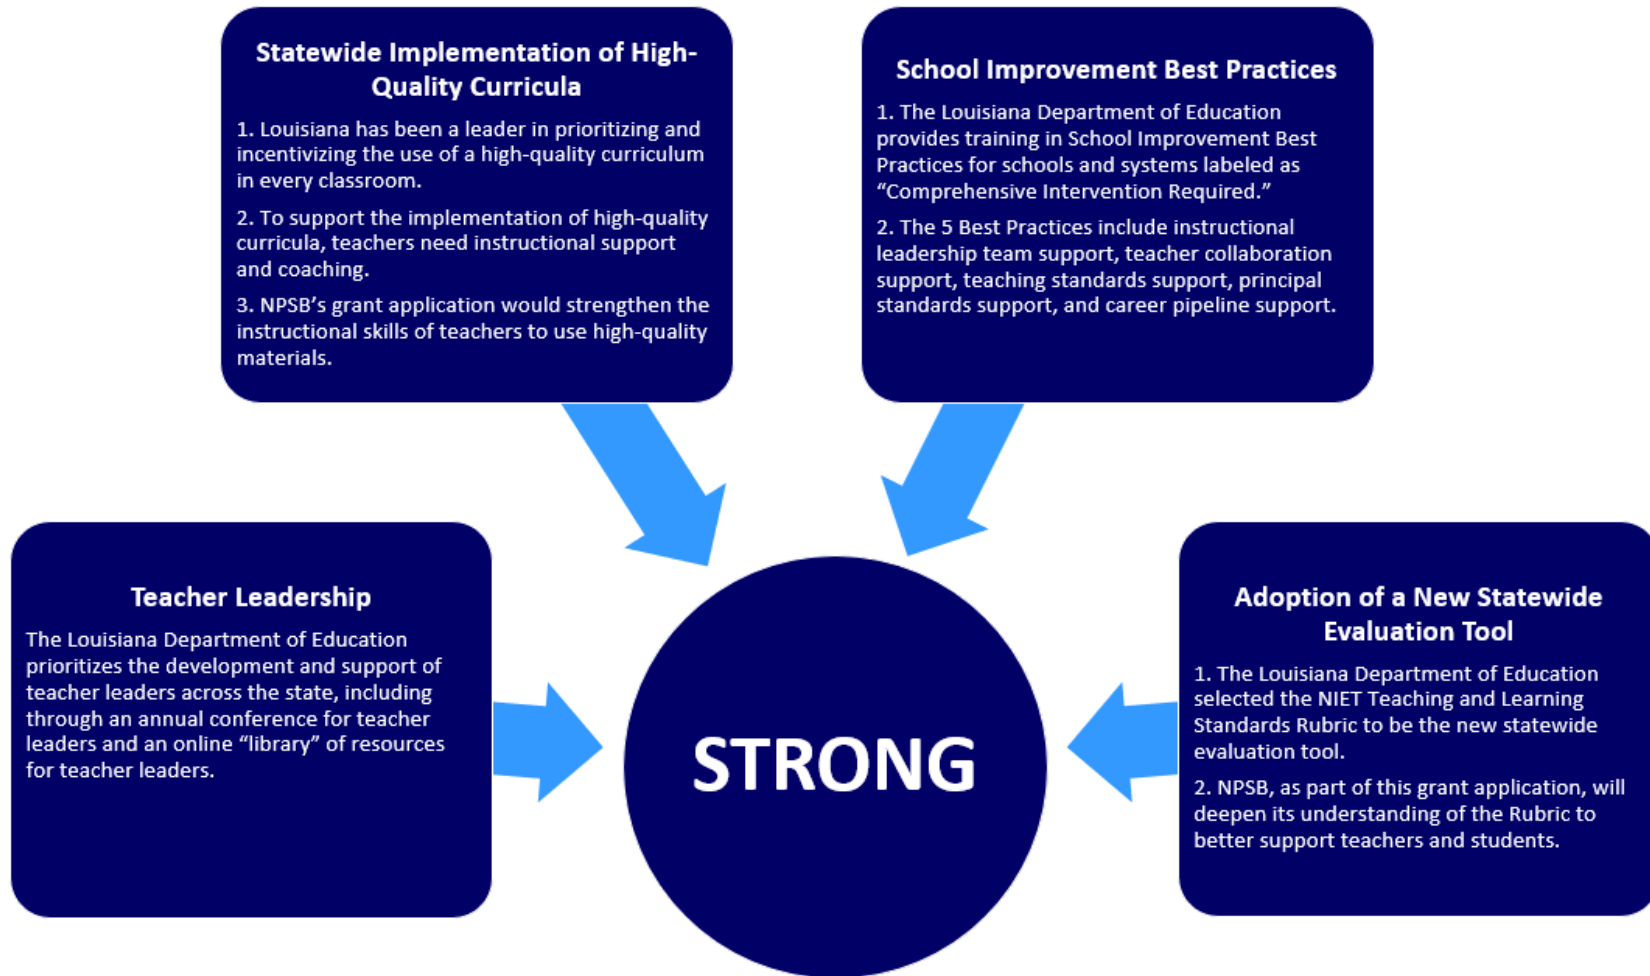 Statewide Implementation of High-
Quality Curricula
1. Louisiana has been a leader in prioritizing and
incentivizing the use of a high-quality curriculum
in every classroom.
2. To support the implementation of high-quality
curricula, teachers need instructional support
and coaching.
3. NPSB’s grant application would strengthen the
instructional skills of teachers to use high-quality
materials.
School Improvement Best Practices
1. The Louisiana Department of Education
provides training in School Improvement Best
Practices for schools and systems labeled as
“Comprehensive Intervention Required.”
2. The 5 Best Practices include instructional
leadership team support, teacher collaboration
support, teaching standards support, principal
standards support, and career pipeline support.
Teacher Leadership
The Louisiana Department of Education
prioritizes the development and support of
teacher leaders across the state, including
through an annual conference for teacher
leaders and an online “library” of resources
for teacher leaders.
STRONG
Adoption of a New Statewide
Evaluation Tool
1. The Louisiana Department of Education
selected the NIET Teaching and Learning
Standards Rubric to be the new statewide
evaluation tool.
2. NPSB, as part of this grant application, will
deepen its understanding of the Rubric to
better support teachers and students.